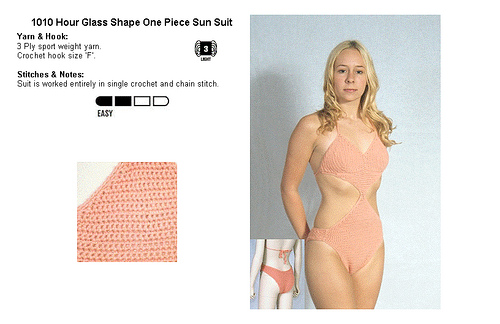 1010 Hour Glass Shape One Piece Sun Suit
Yarn & Hook:
3 Ply sport weight yarn.
Crochet hook size 'F'.
3
LIGHT
Stitches & Notes:
Suit is worked entirely in single crochet and chain stitch.
EASY